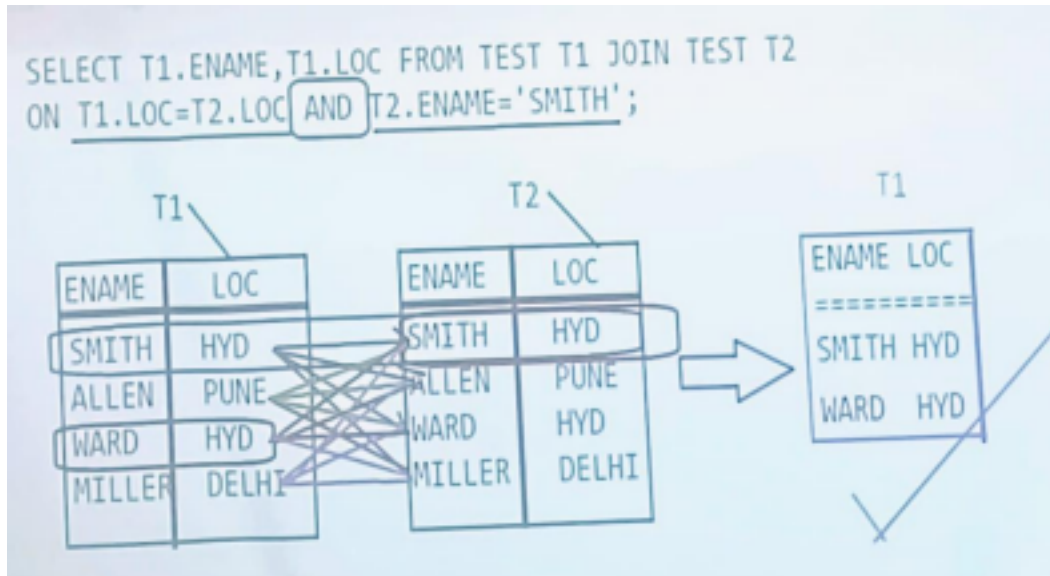 SELECT T1.ENAME,T1.LOC FROM TEST T1 JOIN TEST T2
ON T1.LOC=T2.LOC AND T2.ENAME='SMITH';
T1
ENAME LOC
SMITH HYD
ALLEN PUNE
WARD HYD
MILLER DELHI
T2
ENAME LOC
SMITH HYD
ALLEN PUNE
WARD HYD
MILLER DELHI
T1
ENAME LOC
==========
SMITH HYD
WARD HYD